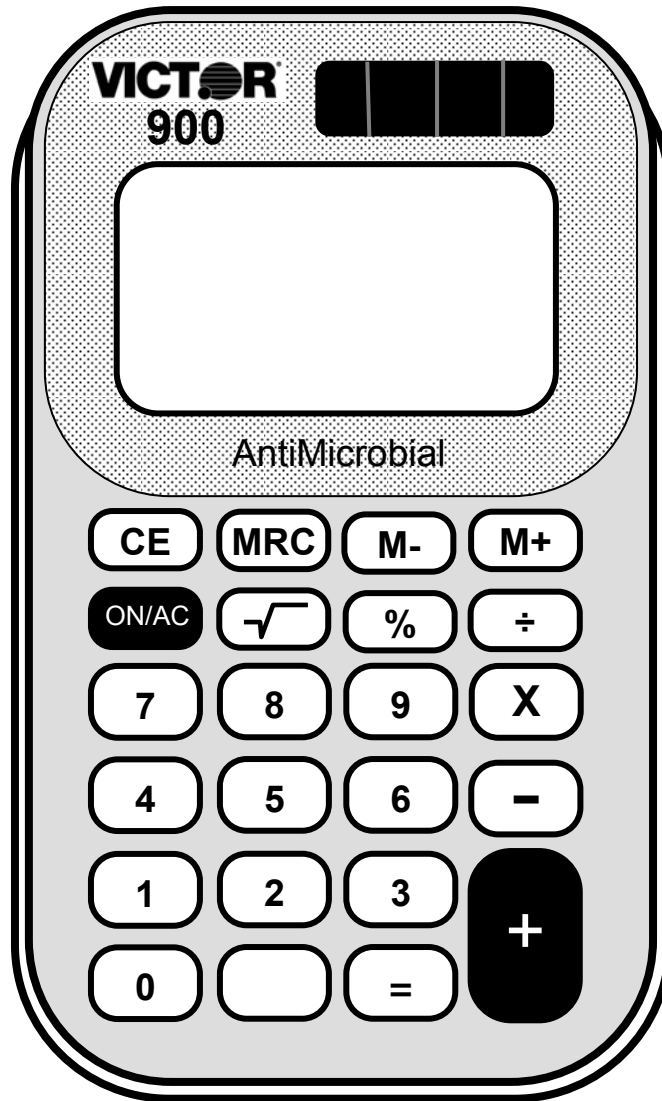 VICTOR
900
AntiMicrobial
CE MRC M- M+
ON/AC √ % ÷
7 8 9 X
4 5 6 -
1 2 3 +
0 =